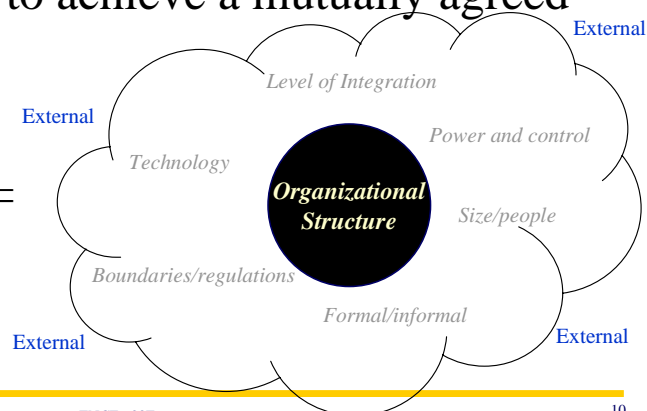 to achieve a mutually agreed
External
Level of Integration
External
Power and control
Technology
=
Organizational
Structure
Size/people
Boundaries/regulations
Formal/informal
External
External
10